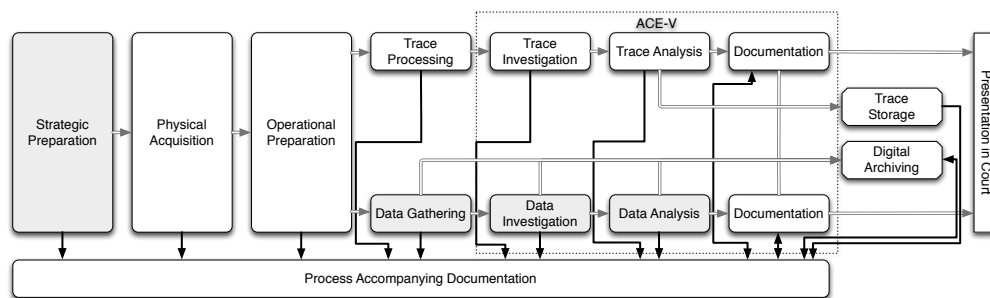 ACE-V
Strategic
Preparation
Physical
Acquisition
Operational
Preparation
Trace
Processing
Trace
Investigation
Trace Analysis
Documentation
Trace
Storage
Digital
Archiving
Data Gathering
Data
Investigation
Data Analysis
Documentation
Presentation in Court
Process Accompanying Documentation